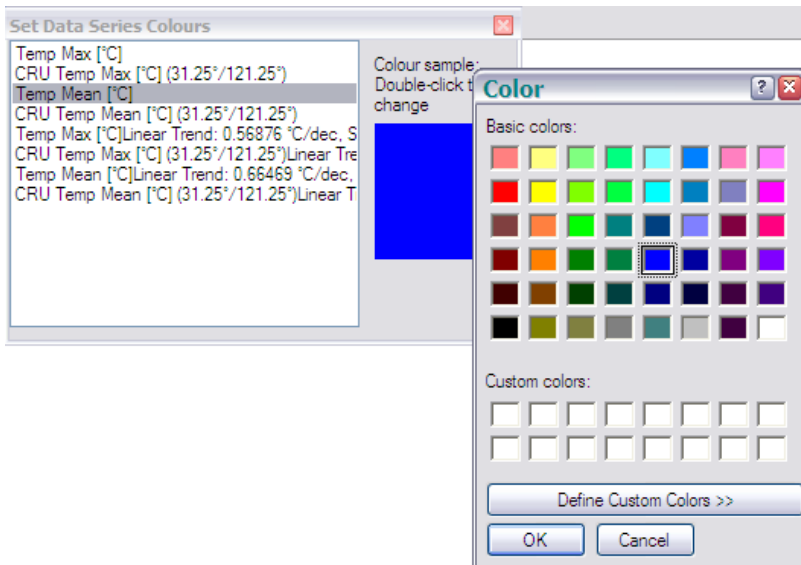 Set Data Series Colours
Temp Max [°C]
CRU Temp Max [°C] (31.25°/121.25°)
Temp Mean [°C]
CRU Temp Mean [°C] (31.25°/121.25°)
Temp Max [°C]Linear Trend: 0.56876 °C/dec, S
CRU Temp Max [°C] (31.25°/121.25°)Linear Tre
Temp Mean [°C]Linear Trend: 0.66469 °C/dec,
CRU Temp Mean [°C] (31.25°/121.25°)Linear T
Colour sample:
Double-click t
change
Color
?
Basic colors:
Custom colors:
Define Custom Colors >>
OK
Cancel